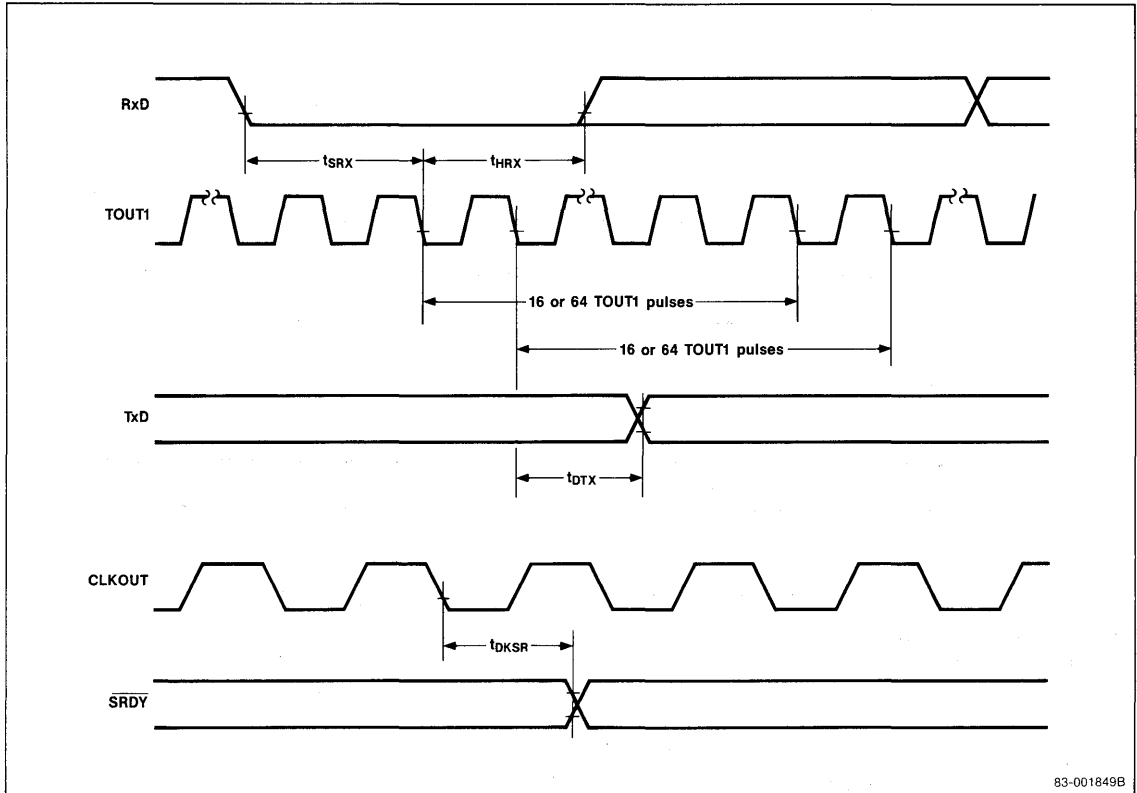 RxD
tSRX
tHRX
TOUT1
16 or 64 TOUT1 pulses
16 or 64 TOUT1 pulses
TxD
tDTX
CLKOUT
tDKSR
SRDY
83-001849B